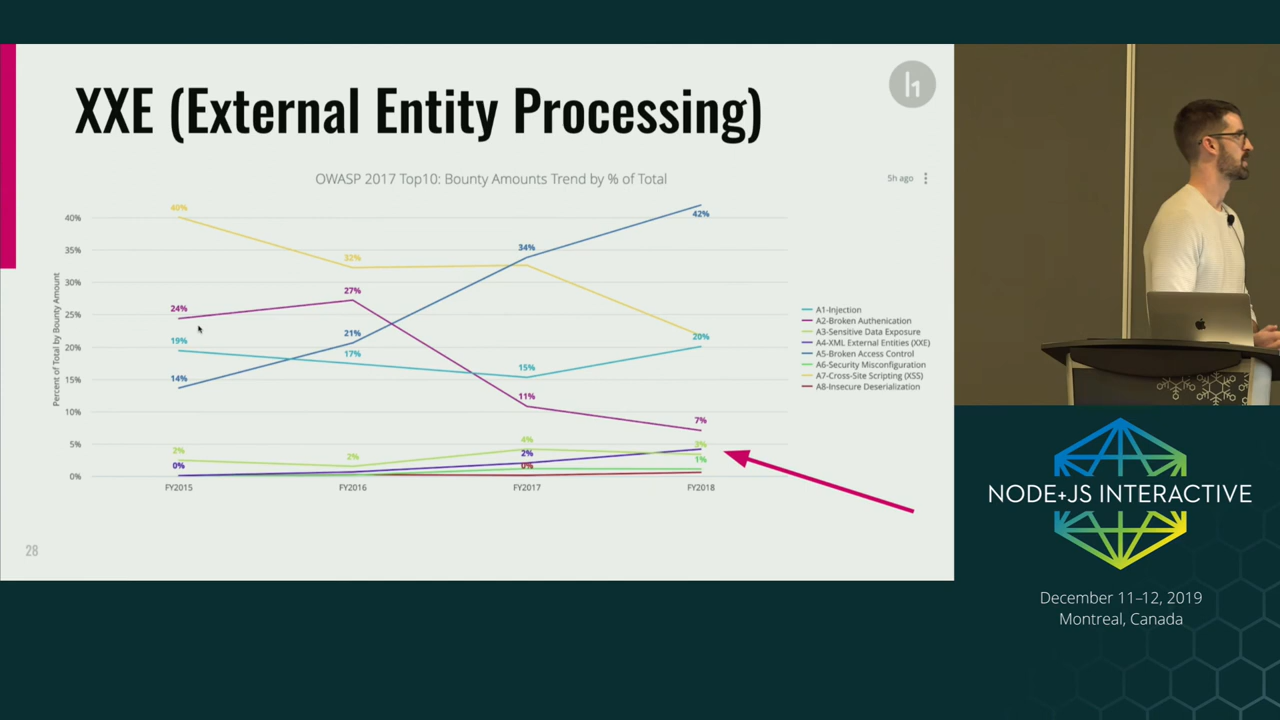 XXE (External Entity Processing)
OWASP 2017 Top10: Bounty Amounts Trend by % of Total
5h ago
Percent of Total by Bounty Amount
40%
35%
30%
25%
20%
15%
10%
5%
0%
40%
32%
24%
27%
19%
17%
14%
21%
34%
42%
15%
20%
11%
7%
2%
2%
4%
3%
0%
2%
0%
1%
FY2015
FY2016
FY2017
FY2018
A1-Injection
A2-Broken Authenication
A3-Sensitive Data Exposure
A4-XML External Entities (XXE)
A5-Broken Access Control
A6-Security Misconfiguration
A7-Cross-Site Scripting (XSS)
A8-Insecure Deserialization
28
h1
NODE+JS INTERACTIVE
December 11–12, 2019
Montreal, Canada